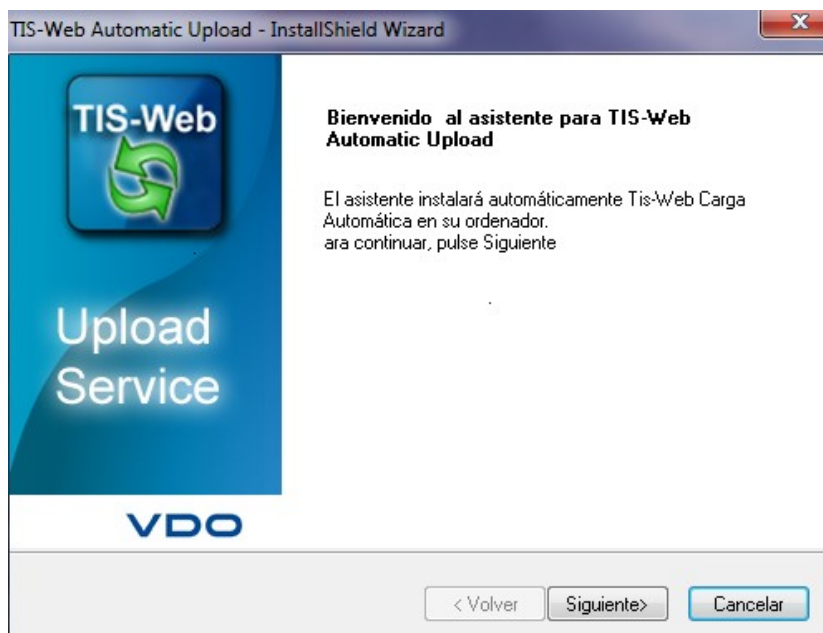 TIS-Web Automatic Upload - InstallShield Wizard
x
TIS-Web
Upload
Service
VDO
Bienvenido al asistente para TIS-Web
Automatic Upload
El asistente instalará automáticamente Tis-Web Carga
Automática en su ordenador.
ara continuar, pulse Siguiente
< Volver
Siguiente>
Cancelar